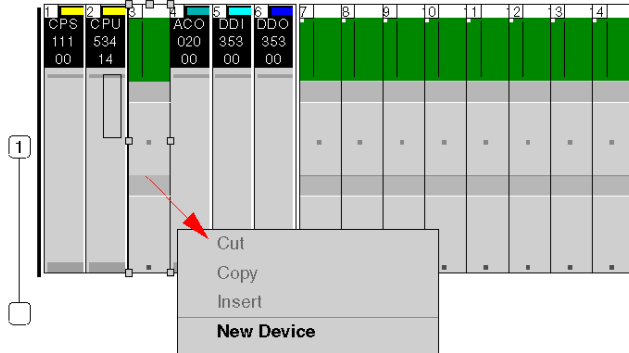 1 2 3 4 5 6 7 8 9 10 11 12 13 14
CPS CPU ACO DDI DDO
111 534 020 353 353
00 14 00 00 00
1
Cut
Copy
Insert
New Device